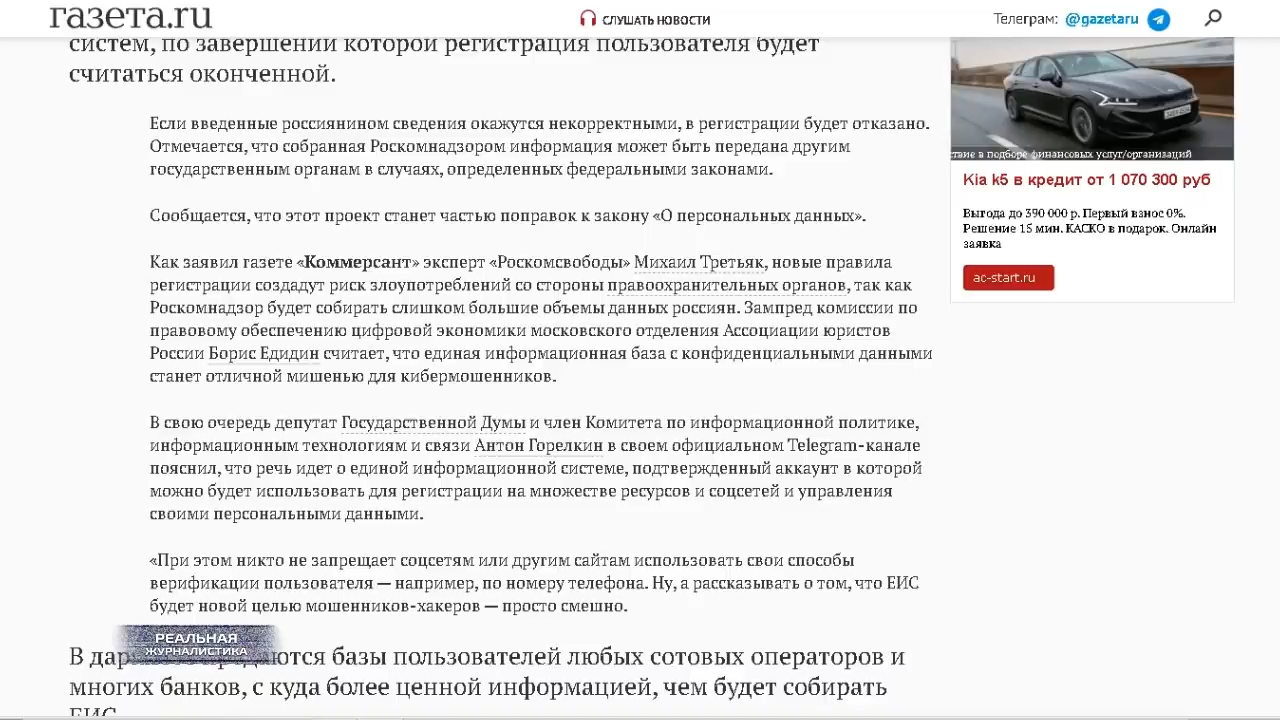 газета.ru
СЛУШАТЬ НОВОСТИ
Телеграм: @gazetaru
систем, по завершении которой регистрация пользователя будет
считаться оконченной.
Если введенные россиянином сведения окажутся некорректными, в регистрации будет отказано.
Отмечается, что собранная Роскомнадзором информация может быть передана другим
государственным органам в случаях, определенных федеральными законами.
Сообщается, что этот проект станет частью поправок к закону «О персональных данных».
Как заявил газете «Коммерсант» эксперт «Роскомсвободы» Михаил Третьяк, новые правила
регистрации создадут риск злоупотреблений со стороны правоохранительных органов, так как
Роскомнадзор будет собирать слишком большие объемы данных россиян. Зампред комиссии по
правовому обеспечению цифровой экономики московского отделения Ассоциации юристов
России Борис Едидин считает, что единая информационная база с конфиденциальными данными
станет отличной мишенью для кибермошенников.
В свою очередь депутат Государственной Думы и член Комитета по информационной политике,
информационным технологиям и связи Антон Горелкин в своем официальном Telegram-канале
пояснил, что речь идет о единой информационной системе, подтвержденный аккаунт в которой
можно будет использовать для регистрации на множестве ресурсов и соцсетей и управления
своими персональными данными.
«При этом никто не запрещает соцсетям или другим сайтам использовать свои способы
верификации пользователя — например, по номеру телефона. Ну, а рассказывать о том, что ЕИС
будет новой целью мошенников-хакеров — просто смешно.
РЕАЛЬНАЯ
ЖУРНАЛИСТИКА
В базы пользователей любых сотовых операторов и
многих банков, с куда более ценной информацией, чем будет собирать
ЕИС
в подборе финансовых услуг/организаций
Kia k5 в кредит от 1 070 300 руб
Выгода до 390 000 р. Первый взнос 0%.
Решение 15 мин. КАСКО в подарок. Онлайн
заявка
ac-start.ru